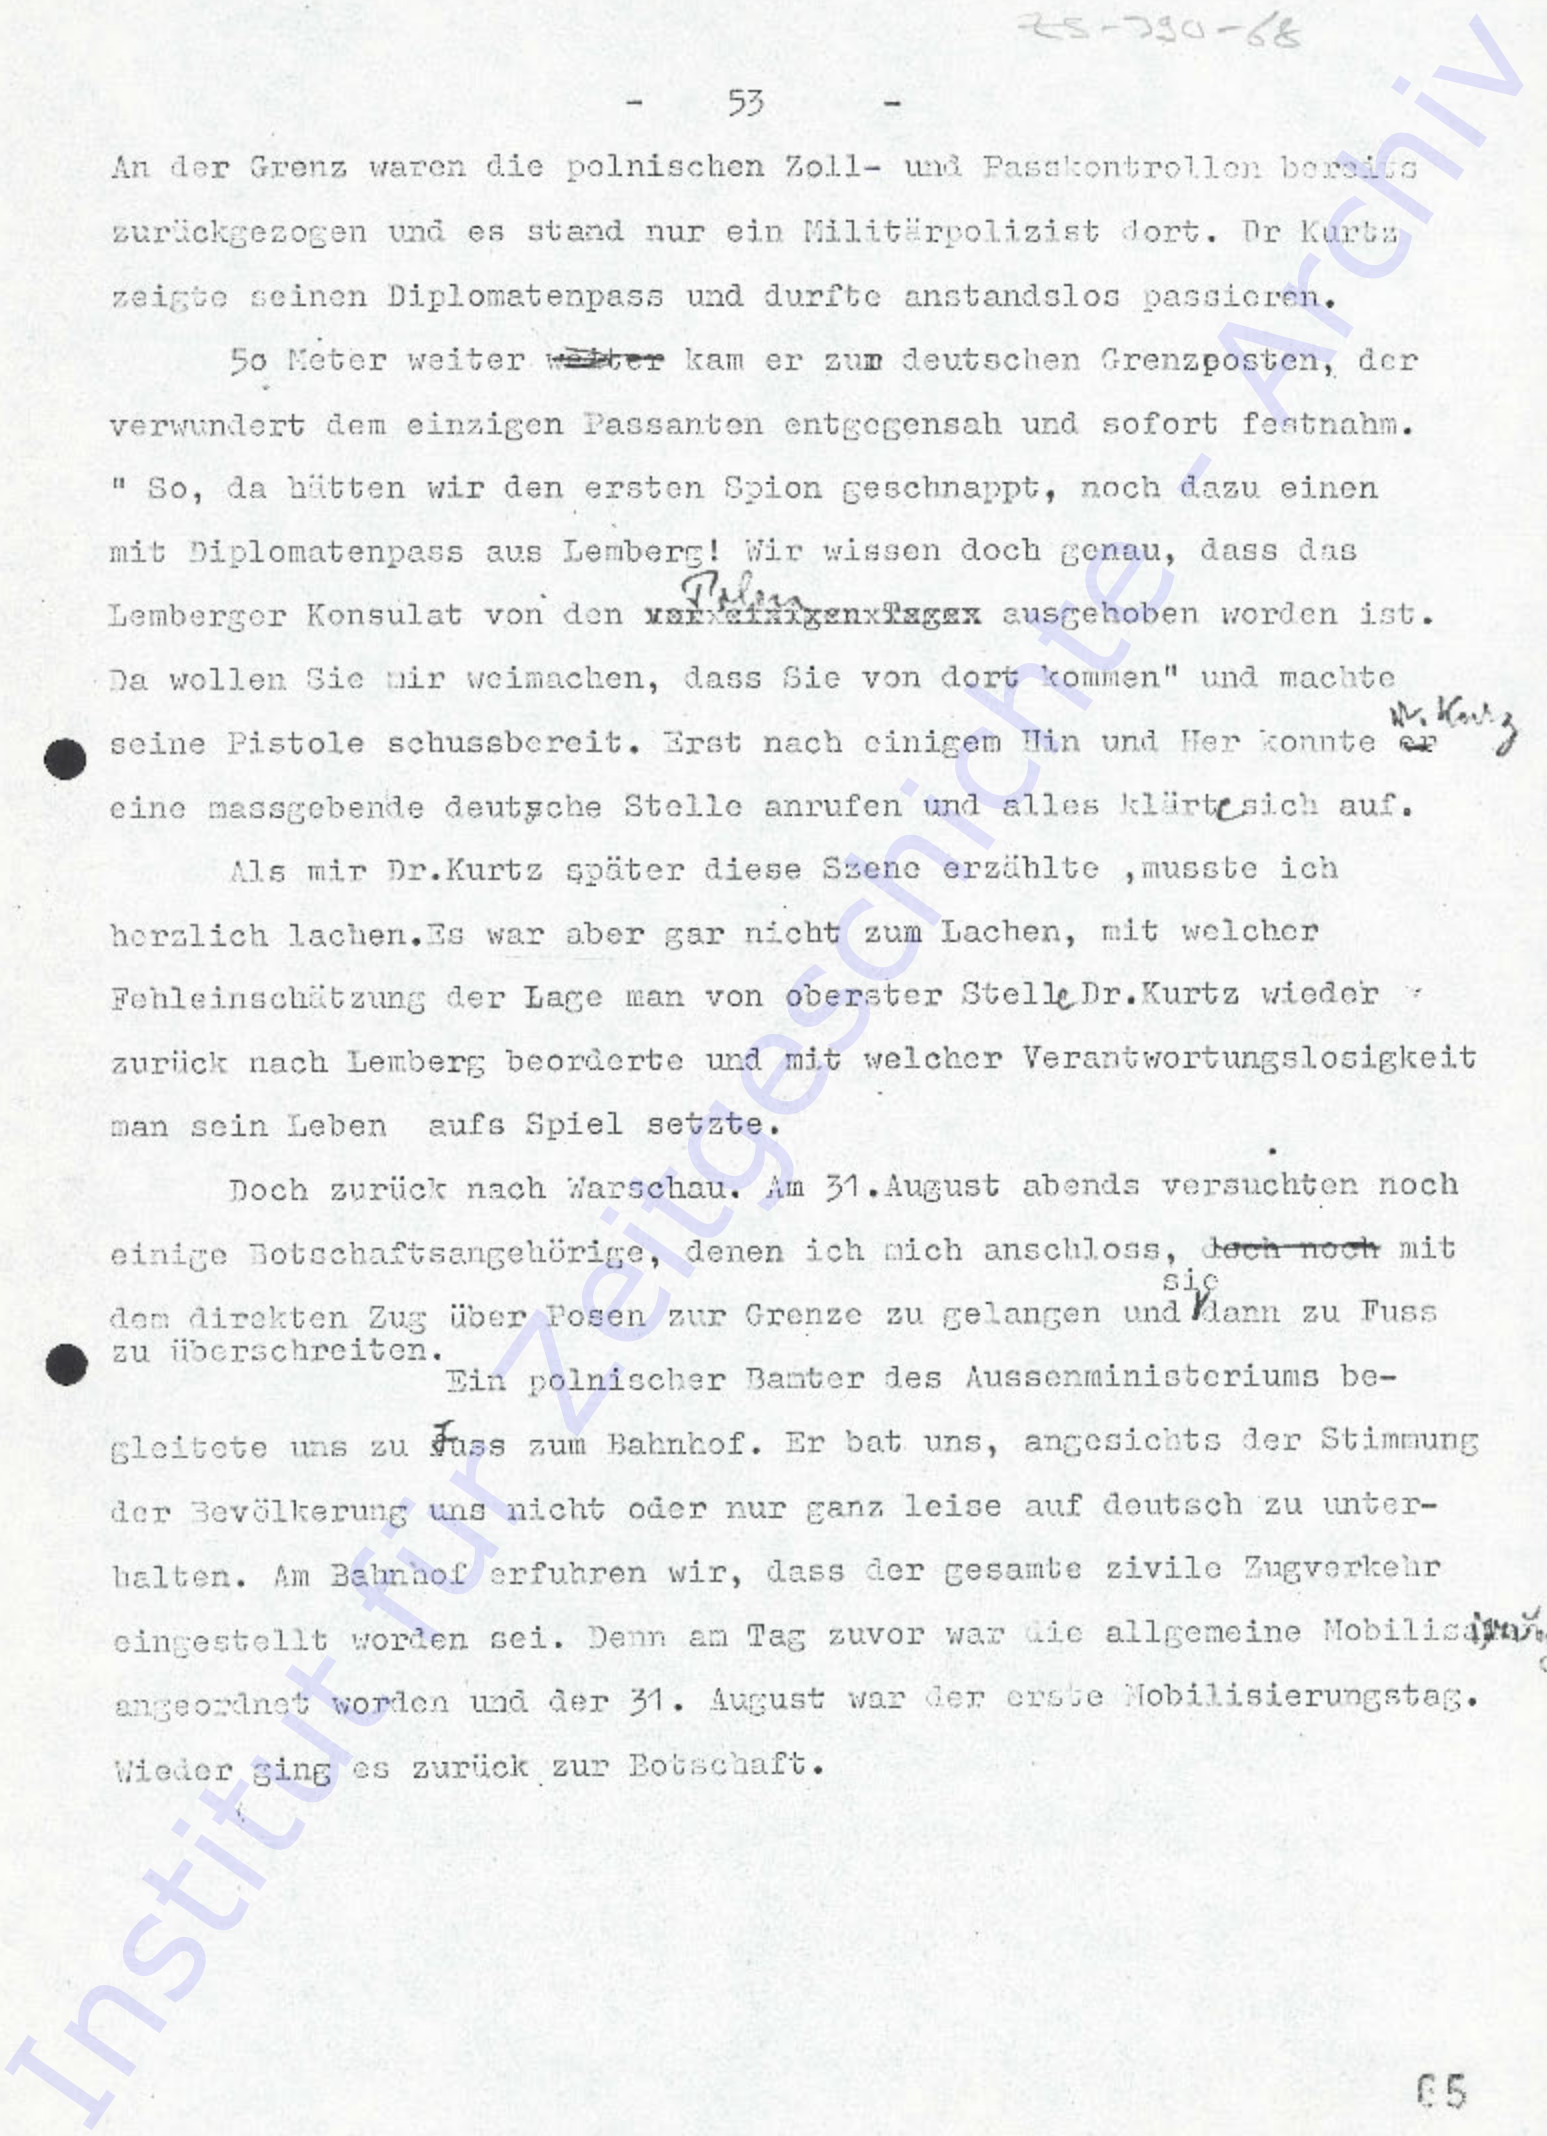 ZS-390-68
- 53 -
An der Grenz waren die polnischen Zoll- und Passkontrollen bereits
zurückgezogen und es stand nur ein Militärpolizist dort. Dr Kurtz
zeigte seinen Diplomatenpass und durfte anstandslos passieren.
50 Meter weiter weiter kam er zum deutschen Grenzposten, der
verwundert dem einzigen Passanten entgegensah und sofort festnahm.
" So, da hätten wir den ersten Spion geschnappt, noch dazu einen
mit Diplomatenpass aus Lemberg! Wir wissen doch genau, dass das
Polen
Lemberger Konsulat von den vor einigen Tagen ausgehoben worden ist.
Da wollen Sie mir weimachen, dass Sie von dort kommen" und machte
Dr. Kurz
seine Pistole schussbereit. Erst nach einigem Hin und Her konnte er
eine massgebende deutsche Stelle anrufen und alles klärte sich auf.
Als mir Dr.Kurtz später diese Szene erzählte ,musste ich
herzlich lachen.Es war aber gar nicht zum Lachen, mit welcher
Fehleinschätzung der Lage man von oberster Stelle Dr.Kurtz wieder
zurück nach Lemberg beorderte und mit welcher Verantwortungslosigkeit
man sein Leben aufs Spiel setzte.
Doch zurück nach Warschau. Am 31.August abends versuchten noch
einige Botschaftsangehörige, denen ich mich anschloss, doch noch mit
sie
dem direkten Zug über Posen zur Grenze zu gelangen und dann zu Fuss
zu überschreiten.
Ein polnischer Bamter des Aussenministeriums be-
gleitete uns zu Fuss zum Bahnhof. Er bat uns, angesichts der Stimmung
der Bevölkerung uns nicht oder nur ganz leise auf deutsch zu unter-
halten. Am Bahnhof erfuhren wir, dass der gesamte zivile Zugverkehr
eingestellt worden sei. Denn am Tag zuvor war die allgemeine
angeordnet worden und der 31. August war der erste Mobilisierungstag.
Wieder ging es zurück zur Botschaft.
65
Institut für Zeitgeschichte - Archiv